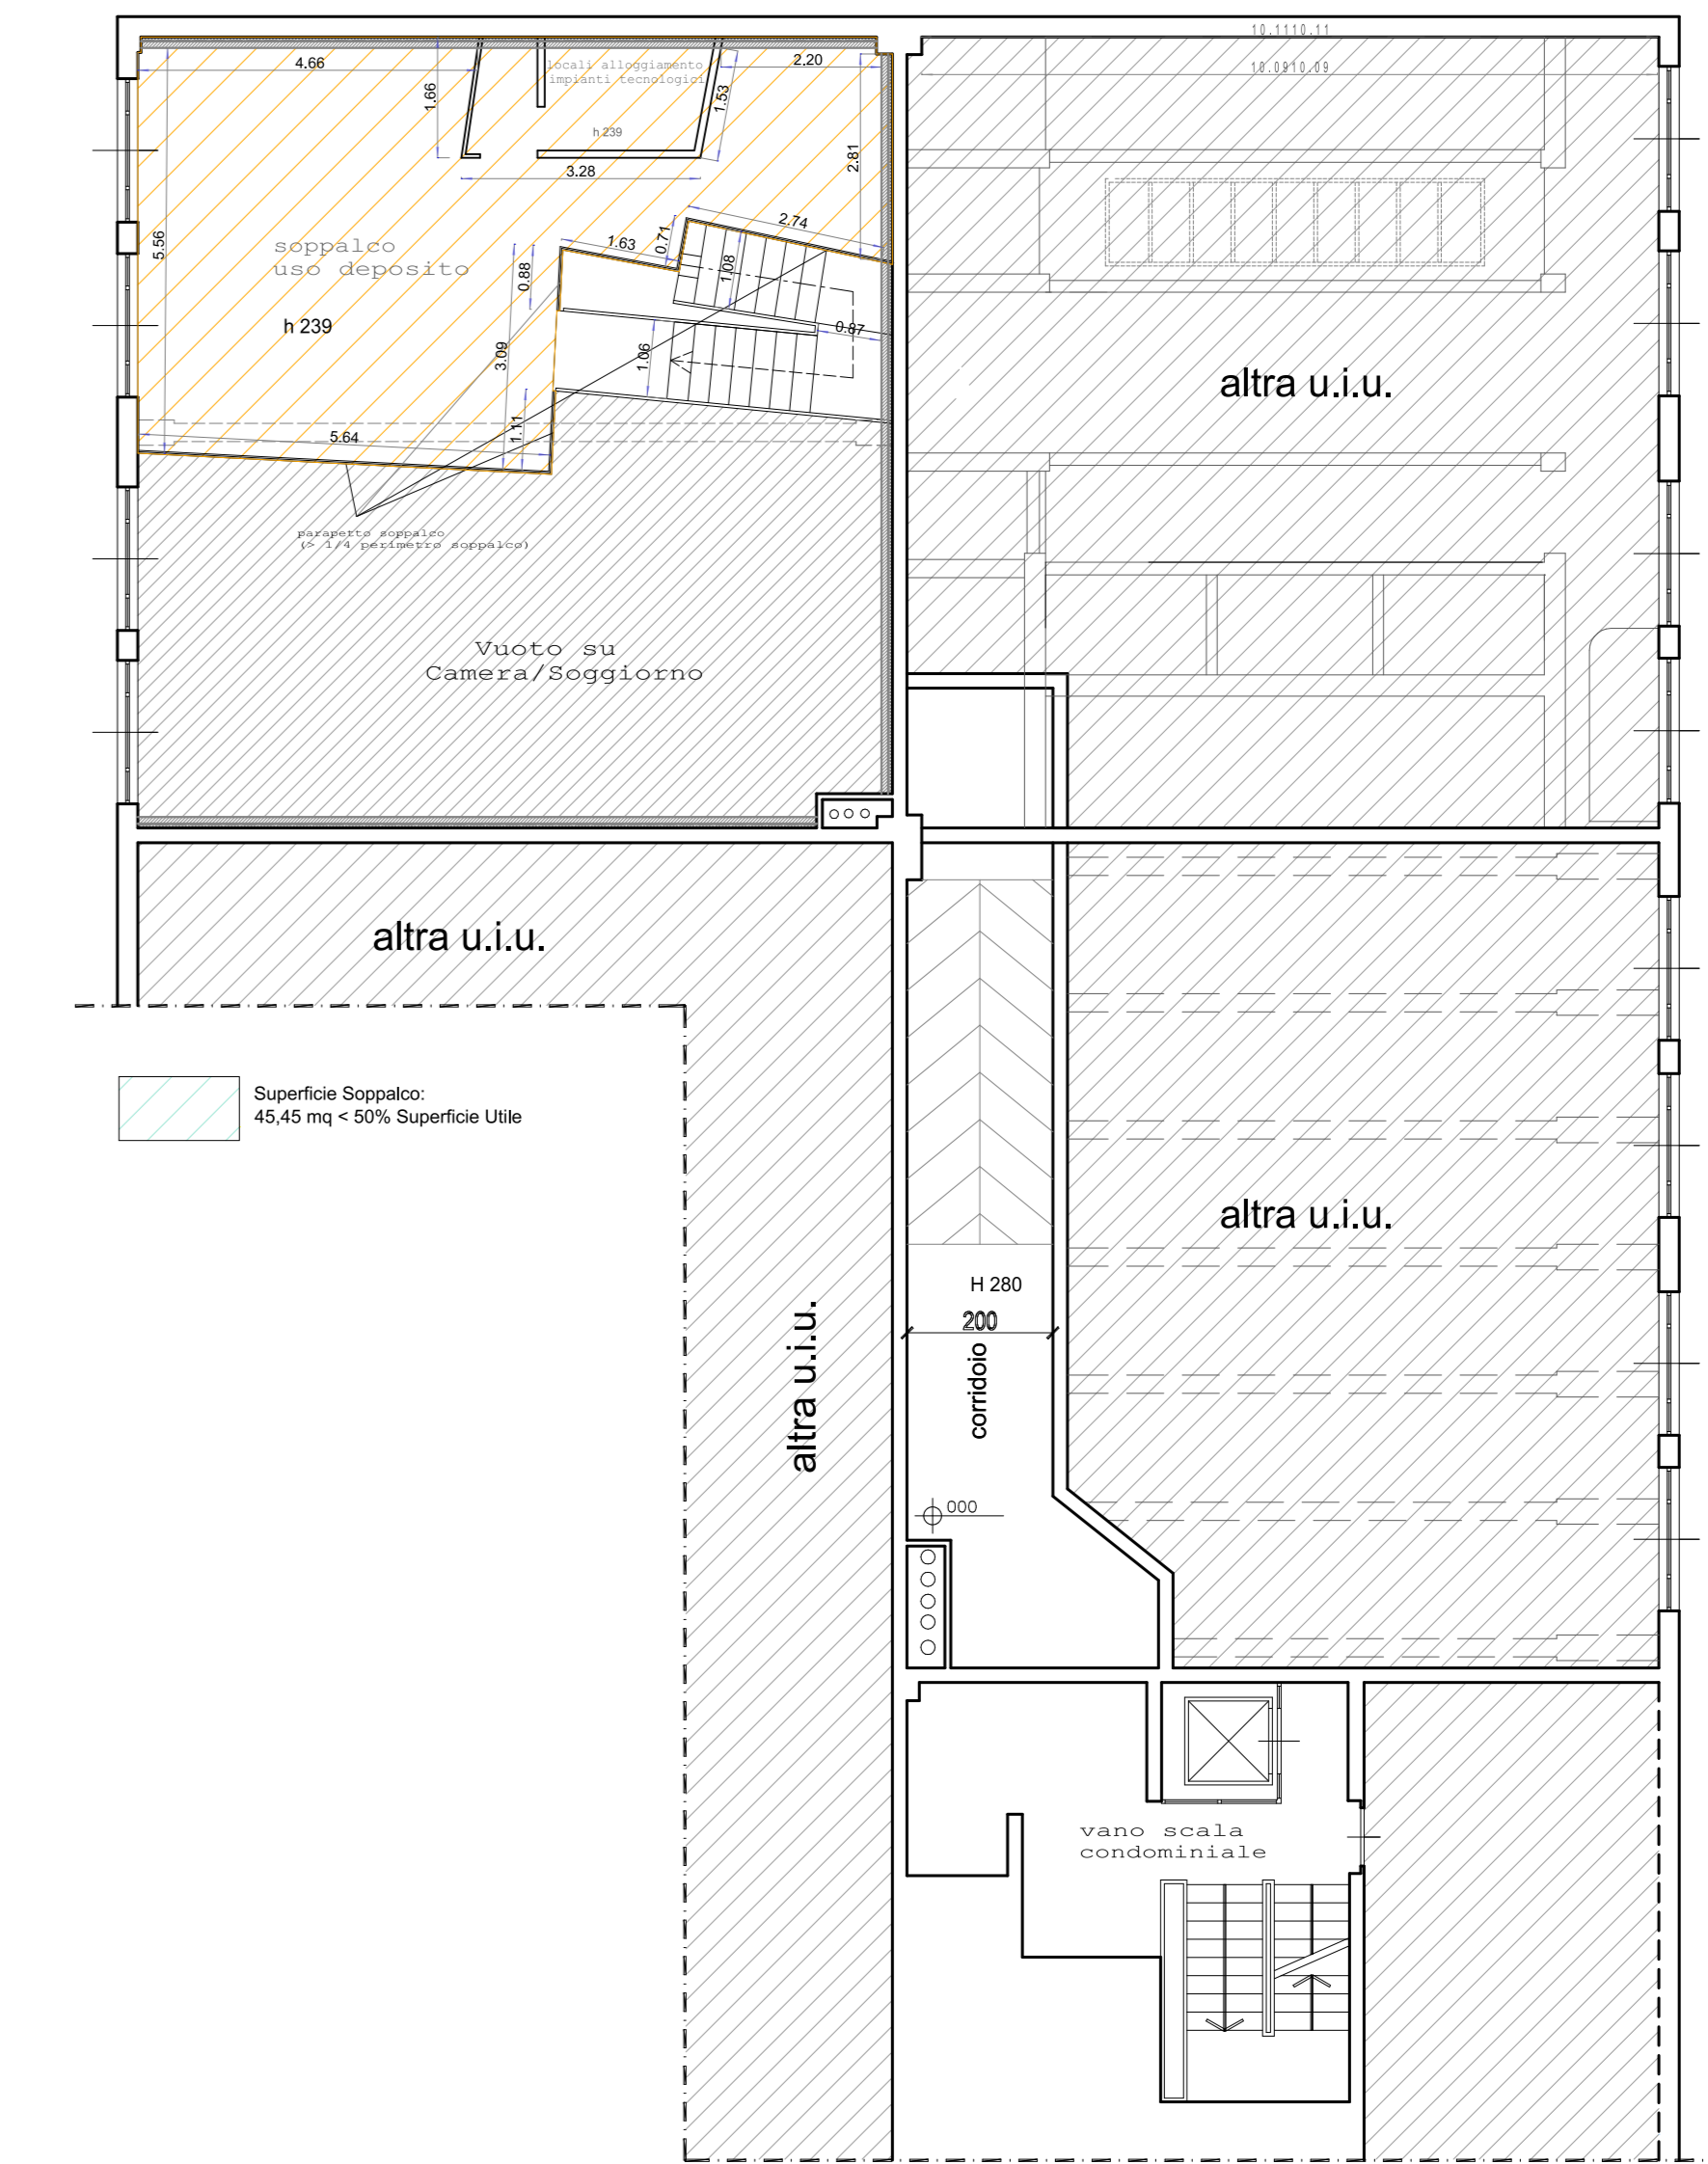 10.1110.11
10.0910.09
4.66
1.66
locali alloggiamento
impianti tecnologici
h 239
1.53
2.20
2.81
3.28
5.56
soppalco
uso deposito
h 239
2.74
1.63
0.71
0.88
1.08
3.09
0.87
1.06
1.11
5.64
altra u.i.u.
parapetto soppalco
(> 1/4 perimetro soppalco)
Vuoto su
Camera/Soggiorno
altra u.i.u.
Superficie Soppalco:
45,45 mq < 50% Superficie Utile
altra u.i.u.
altra u.i.u.
H 280
200
corridoio
000
vano scala
condominiale